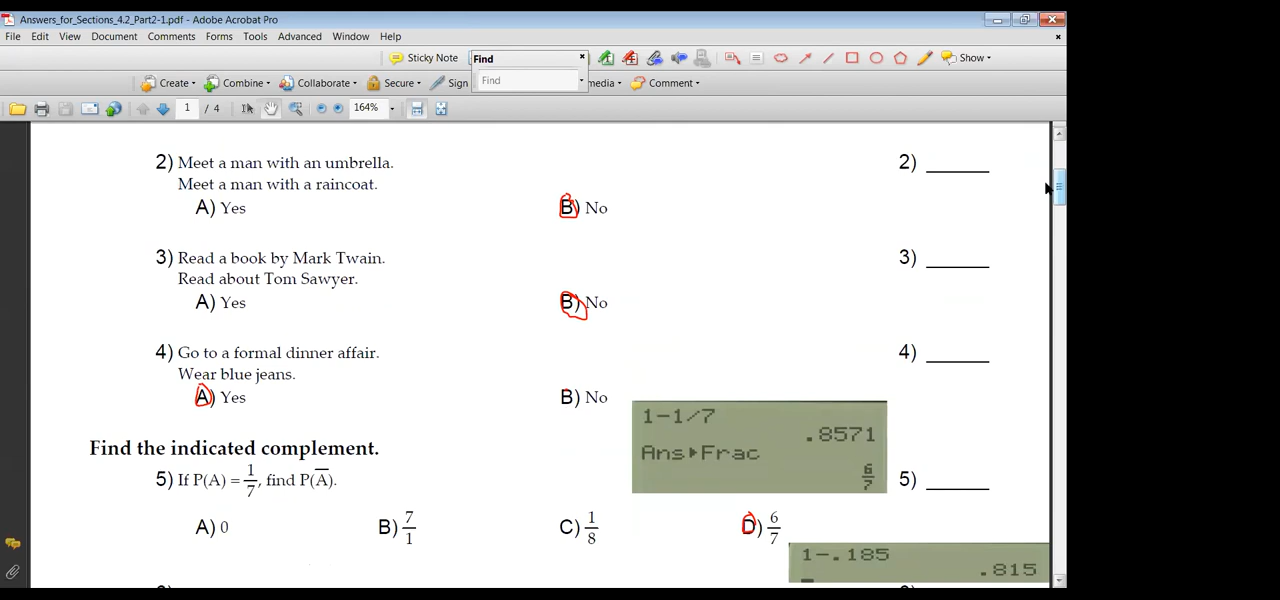 Answers_for_Sections_4.2_Part2-1.pdf - Adobe Acrobat Pro
File Edit View Document Comments Forms Tools Advanced Window Help
Sticky Note Find Show
Create Combine Collaborate Secure Sign Find media Comment
1 / 4 164%
2) Meet a man with an umbrella. 2)
Meet a man with a raincoat.
A) Yes B) No
3) Read a book by Mark Twain. 3)
Read about Tom Sawyer.
A) Yes B) No
4) Go to a formal dinner affair. 4)
Wear blue jeans.
A) Yes B) No
1-1/7
.8571
Ans▸Frac
6/7
Find the indicated complement.
5) If P(A) = 1/7, find P(A̅). 5)
A) 0 B) 7/1 C) 1/8 D) 6/7
1-.185
.815